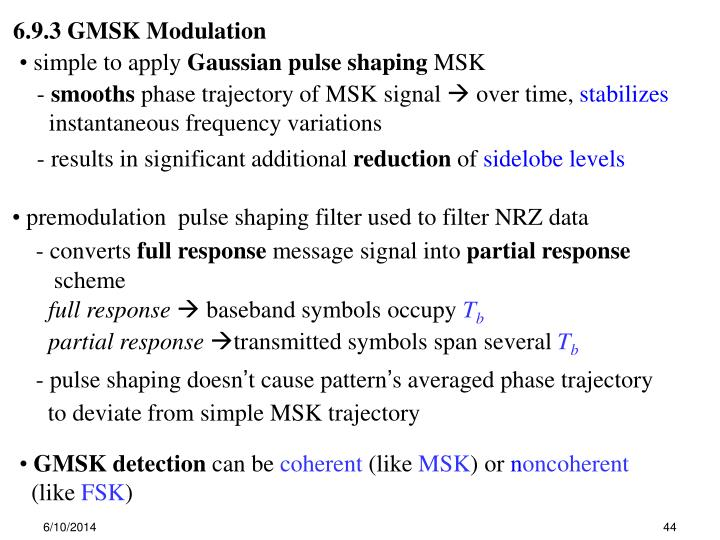 6.9.3 GMSK Modulation
• simple to apply Gaussian pulse shaping MSK
- smooths phase trajectory of MSK signal → over time, stabilizes
instantaneous frequency variations
- results in significant additional reduction of sidelobe levels
• premodulation pulse shaping filter used to filter NRZ data
- converts full response message signal into partial response
scheme
full response → baseband symbols occupy Tb
partial response →transmitted symbols span several Tb
- pulse shaping doesn’t cause pattern’s averaged phase trajectory
to deviate from simple MSK trajectory
• GMSK detection can be coherent (like MSK) or noncoherent
(like FSK)
6/10/2014 44